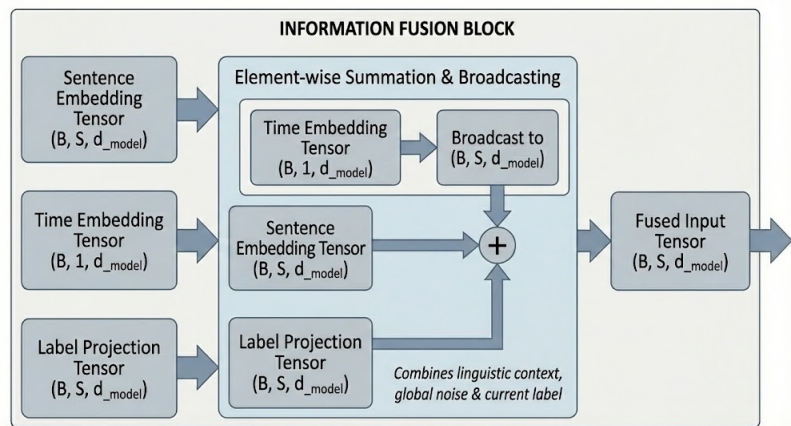 INFORMATION FUSION BLOCK
Sentence
Embedding
Tensor
(B, S, d_model)
Time Embedding
Tensor
(B, 1, d_model)
Label Projection
Tensor
(B, S, d_model)
Element-wise Summation & Broadcasting
Time Embedding
Tensor
(B, 1, d_model)
Broadcast to
(B, S, d_model)
Sentence
Embedding Tensor
(B, S, d_model)
+
Label Projection
Tensor
(B, S, d_model)
Combines linguistic context,
global noise & current label
Fused Input
Tensor
(B, S, d_model)